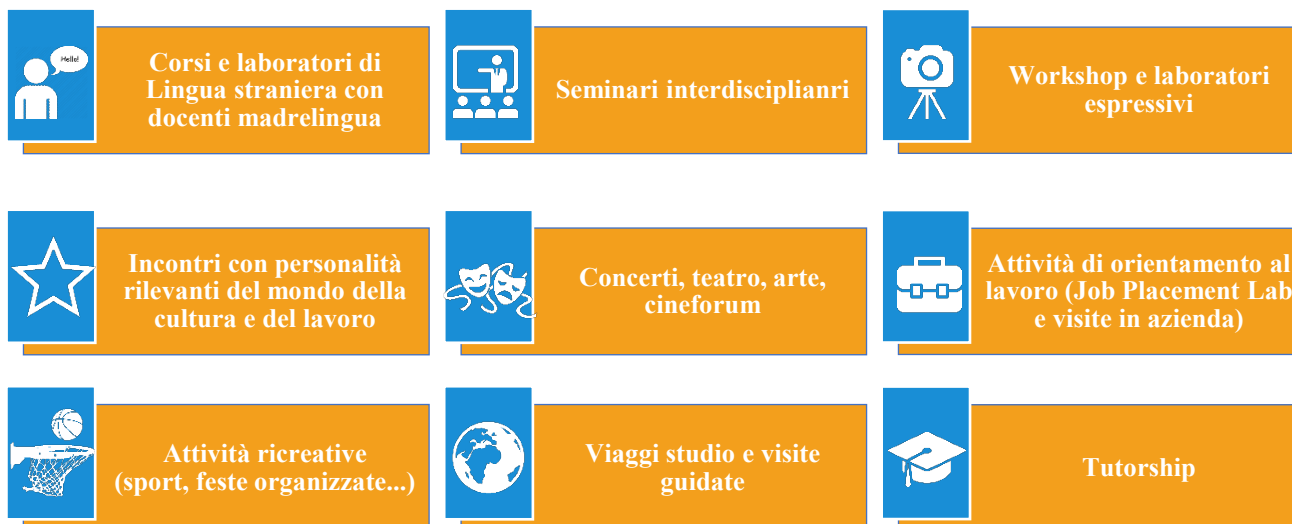 Hello!
Corsi e laboratori di
Lingua straniera con
docenti madrelingua
Seminari interdisciplianri
Workshop e laboratori
espressivi
Incontri con personalità
rilevanti del mondo della
cultura e del lavoro
Concerti, teatro, arte,
cineforum
Attività di orientamento al
lavoro (Job Placement Lab
e visite in azienda)
Attività ricreative
(sport, feste organizzate...)
Viaggi studio e visite
guidate
Tutorship